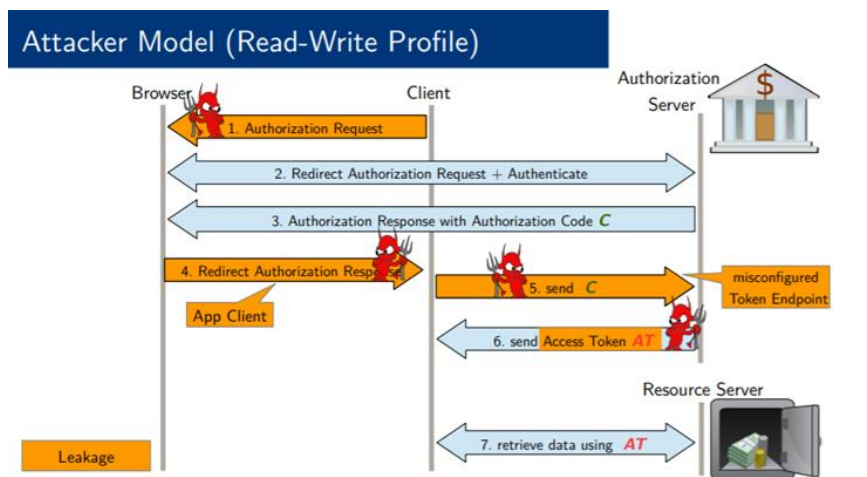 Attacker Model (Read-Write Profile)
Browser
Client
Authorization
Server
$
1. Authorization Request
2. Redirect Authorization Request + Authenticate
3. Authorization Response with Authorization Code C
4. Redirect Authorization Response
App Client
5. send C
misconfigured
Token Endpoint
6. send Access Token AT
Resource Server
7. retrieve data using AT
Leakage